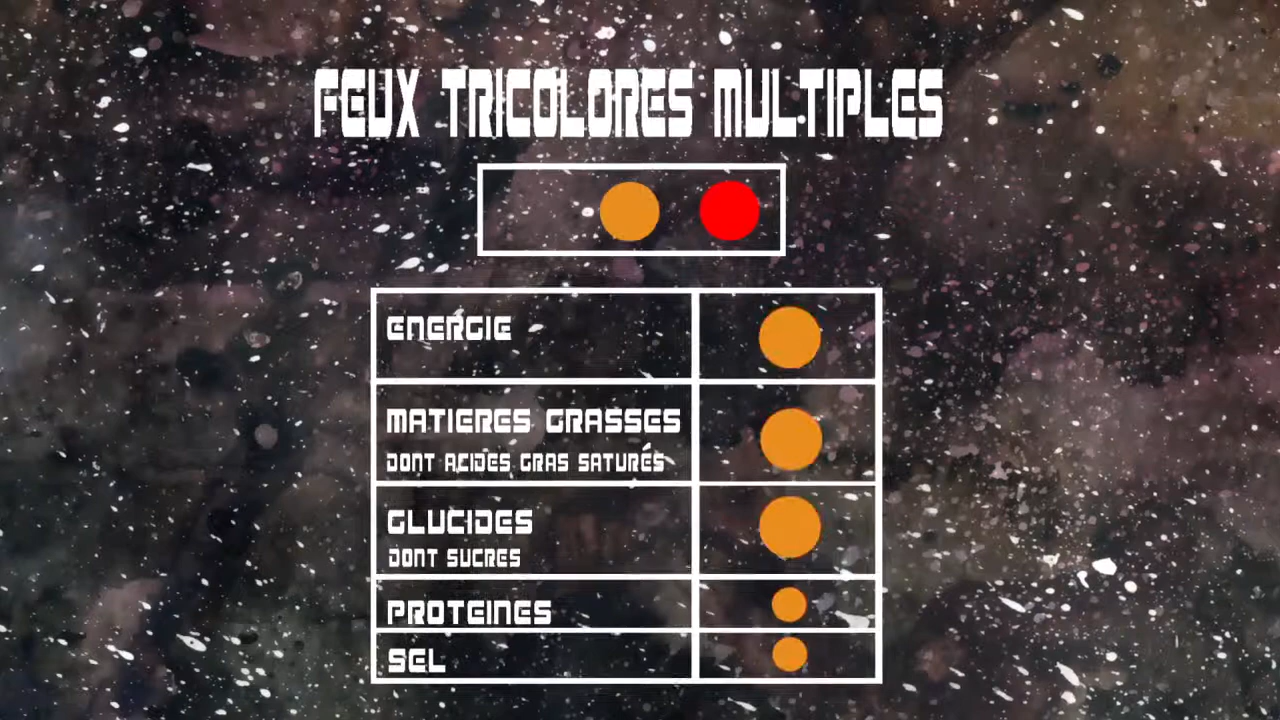 FEUX TRICOLORES MULTIPLES
ENERGIE
MATIERES GRASSES
DONT ACIDES GRAS SATURÉS
GLUCIDES
DONT SUCRES
PROTEINES
SEL